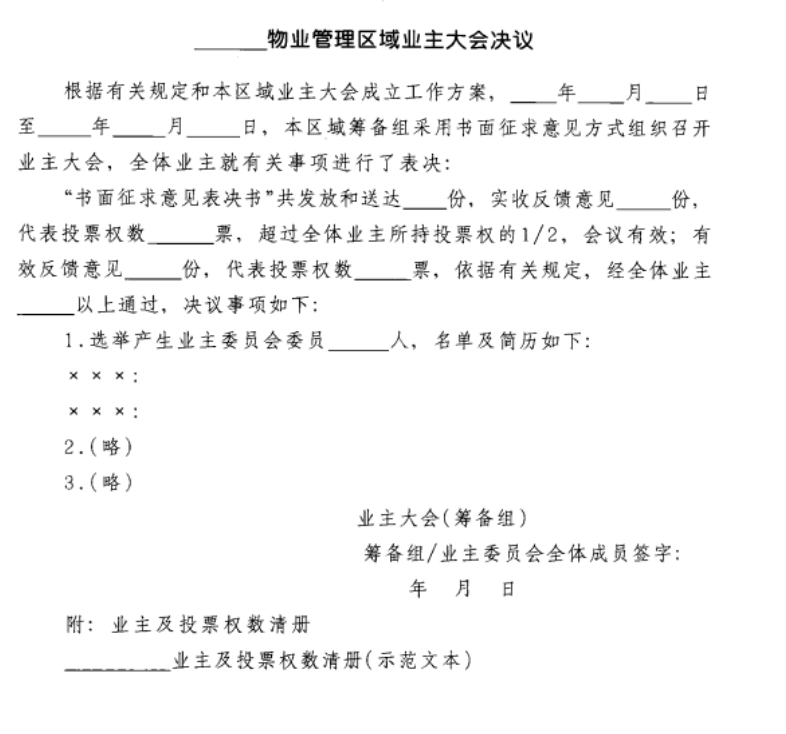 ______物业管理区域业主大会决议
根据有关规定和本区域业主大会成立工作方案，____年____月____日
至____年____月____日，本区域筹备组采用书面征求意见方式组织召开
业主大会，全体业主就有关事项进行了表决：
“书面征求意见表决书”共发放和送达____份，实收反馈意见____份，
代表投票权数_____票，超过全体业主所持投票权的1/2，会议有效；有
效反馈意见____份，代表投票权数____票，依据有关规定，经全体业主
____以上通过，决议事项如下：
1.选举产生业主委员会委员_____人，名单及简历如下：
×××：
×××：
2.(略)
3.(略)
业主大会(筹备组)
筹备组/业主委员会全体成员签字：
年 月 日
附：业主及投票权数清册
_________业主及投票权数清册(示范文本)